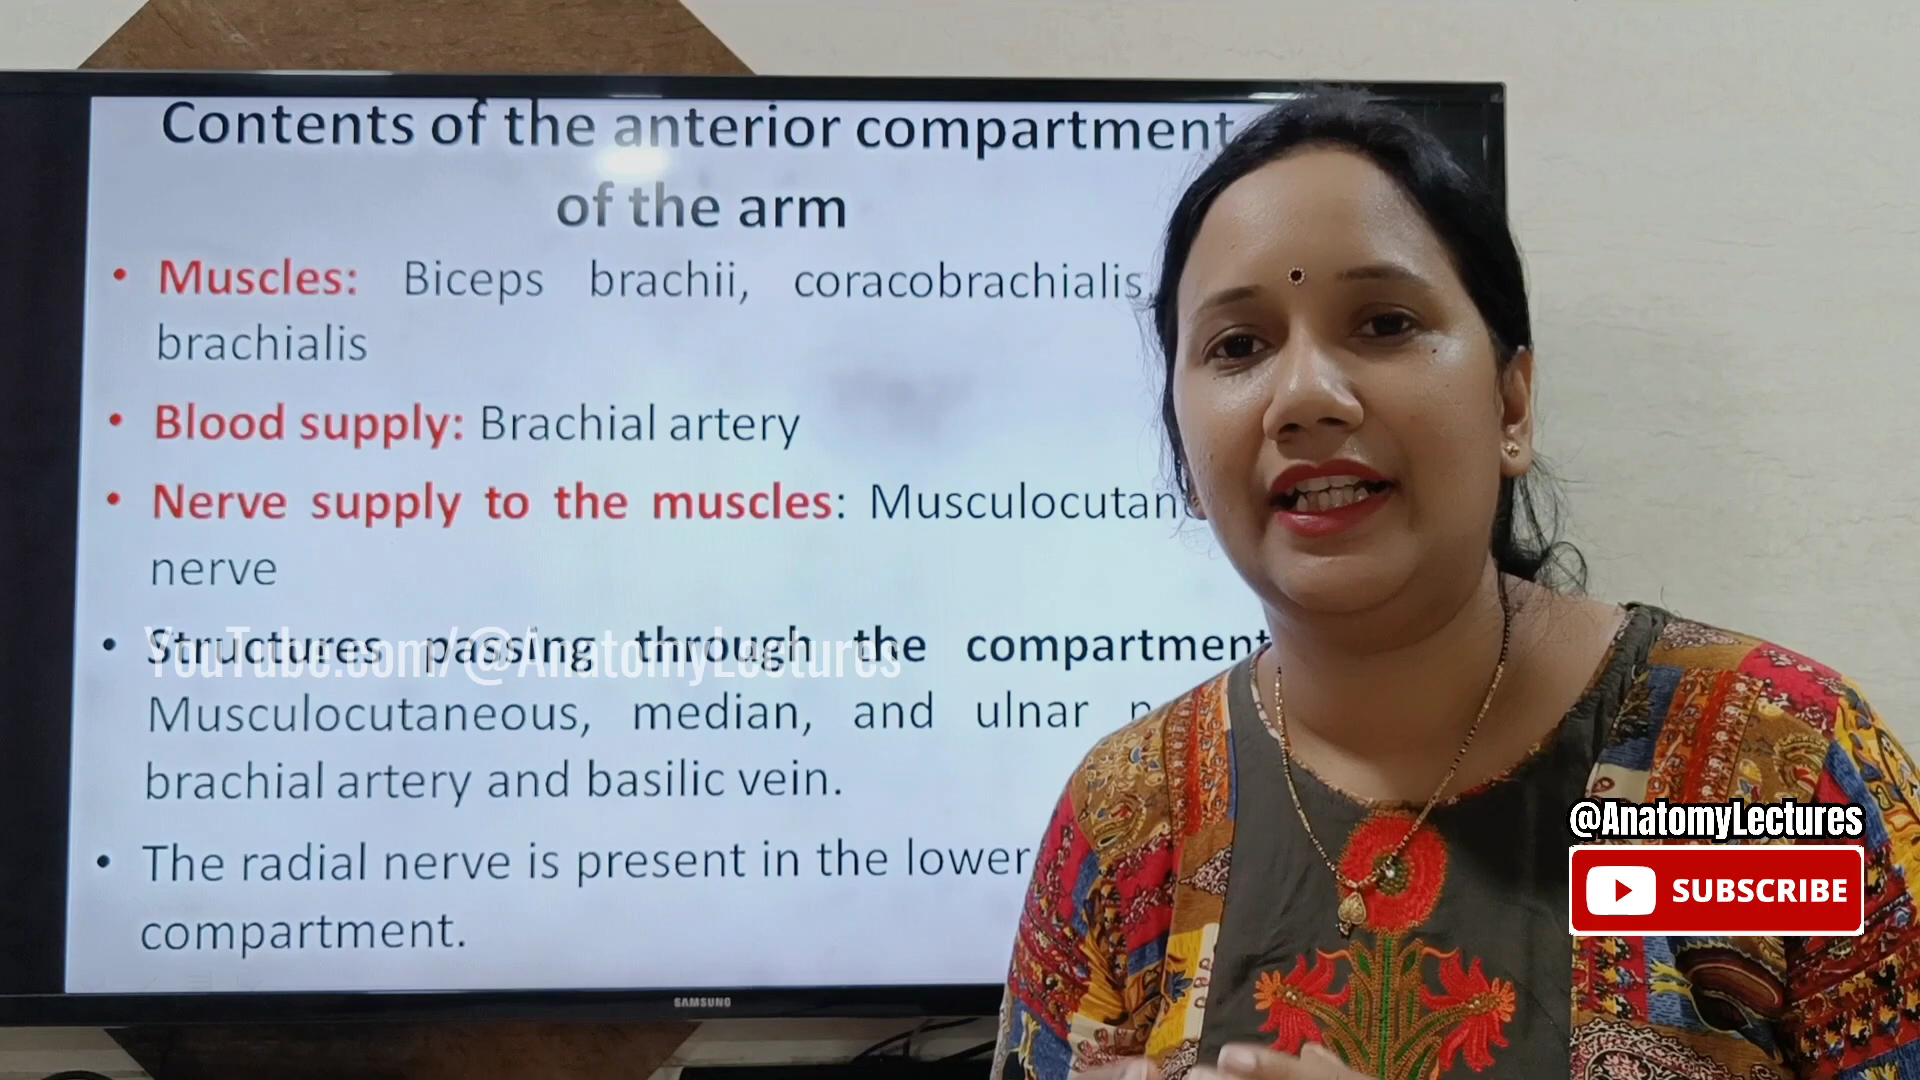 Contents of the anterior compartment
of the arm
• Muscles: Biceps brachii, coracobrachialis,
brachialis
• Blood supply: Brachial artery
• Nerve supply to the muscles: Musculocutan
nerve
• Structures passing through the compartment
YouTube.com/@AnatomyLectures
Musculocutaneous, median, and ulnar
brachial artery and basilic vein.
• The radial nerve is present in the lower
compartment.
SAMSUNG
@AnatomyLectures
SUBSCRIBE